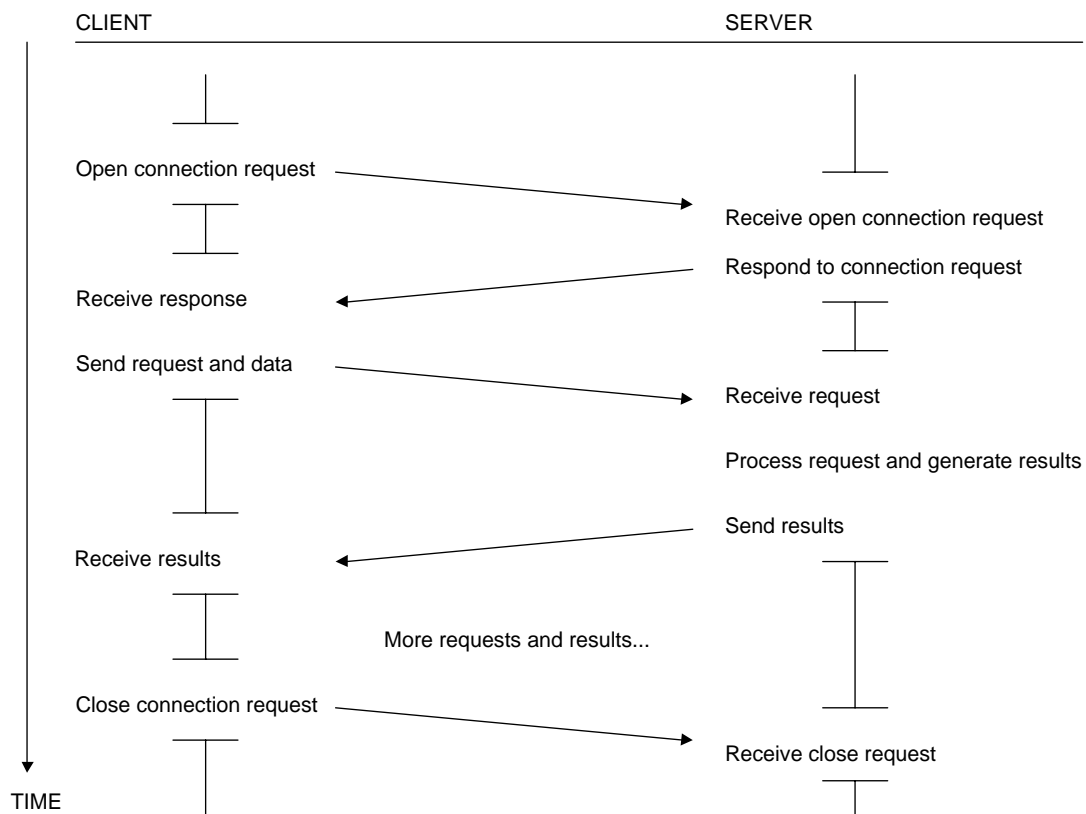 CLIENT
SERVER
Open connection request
Receive open connection request
Respond to connection request
Receive response
Send request and data
Receive request
Process request and generate results
Send results
Receive results
More requests and results...
Close connection request
Receive close request
TIME